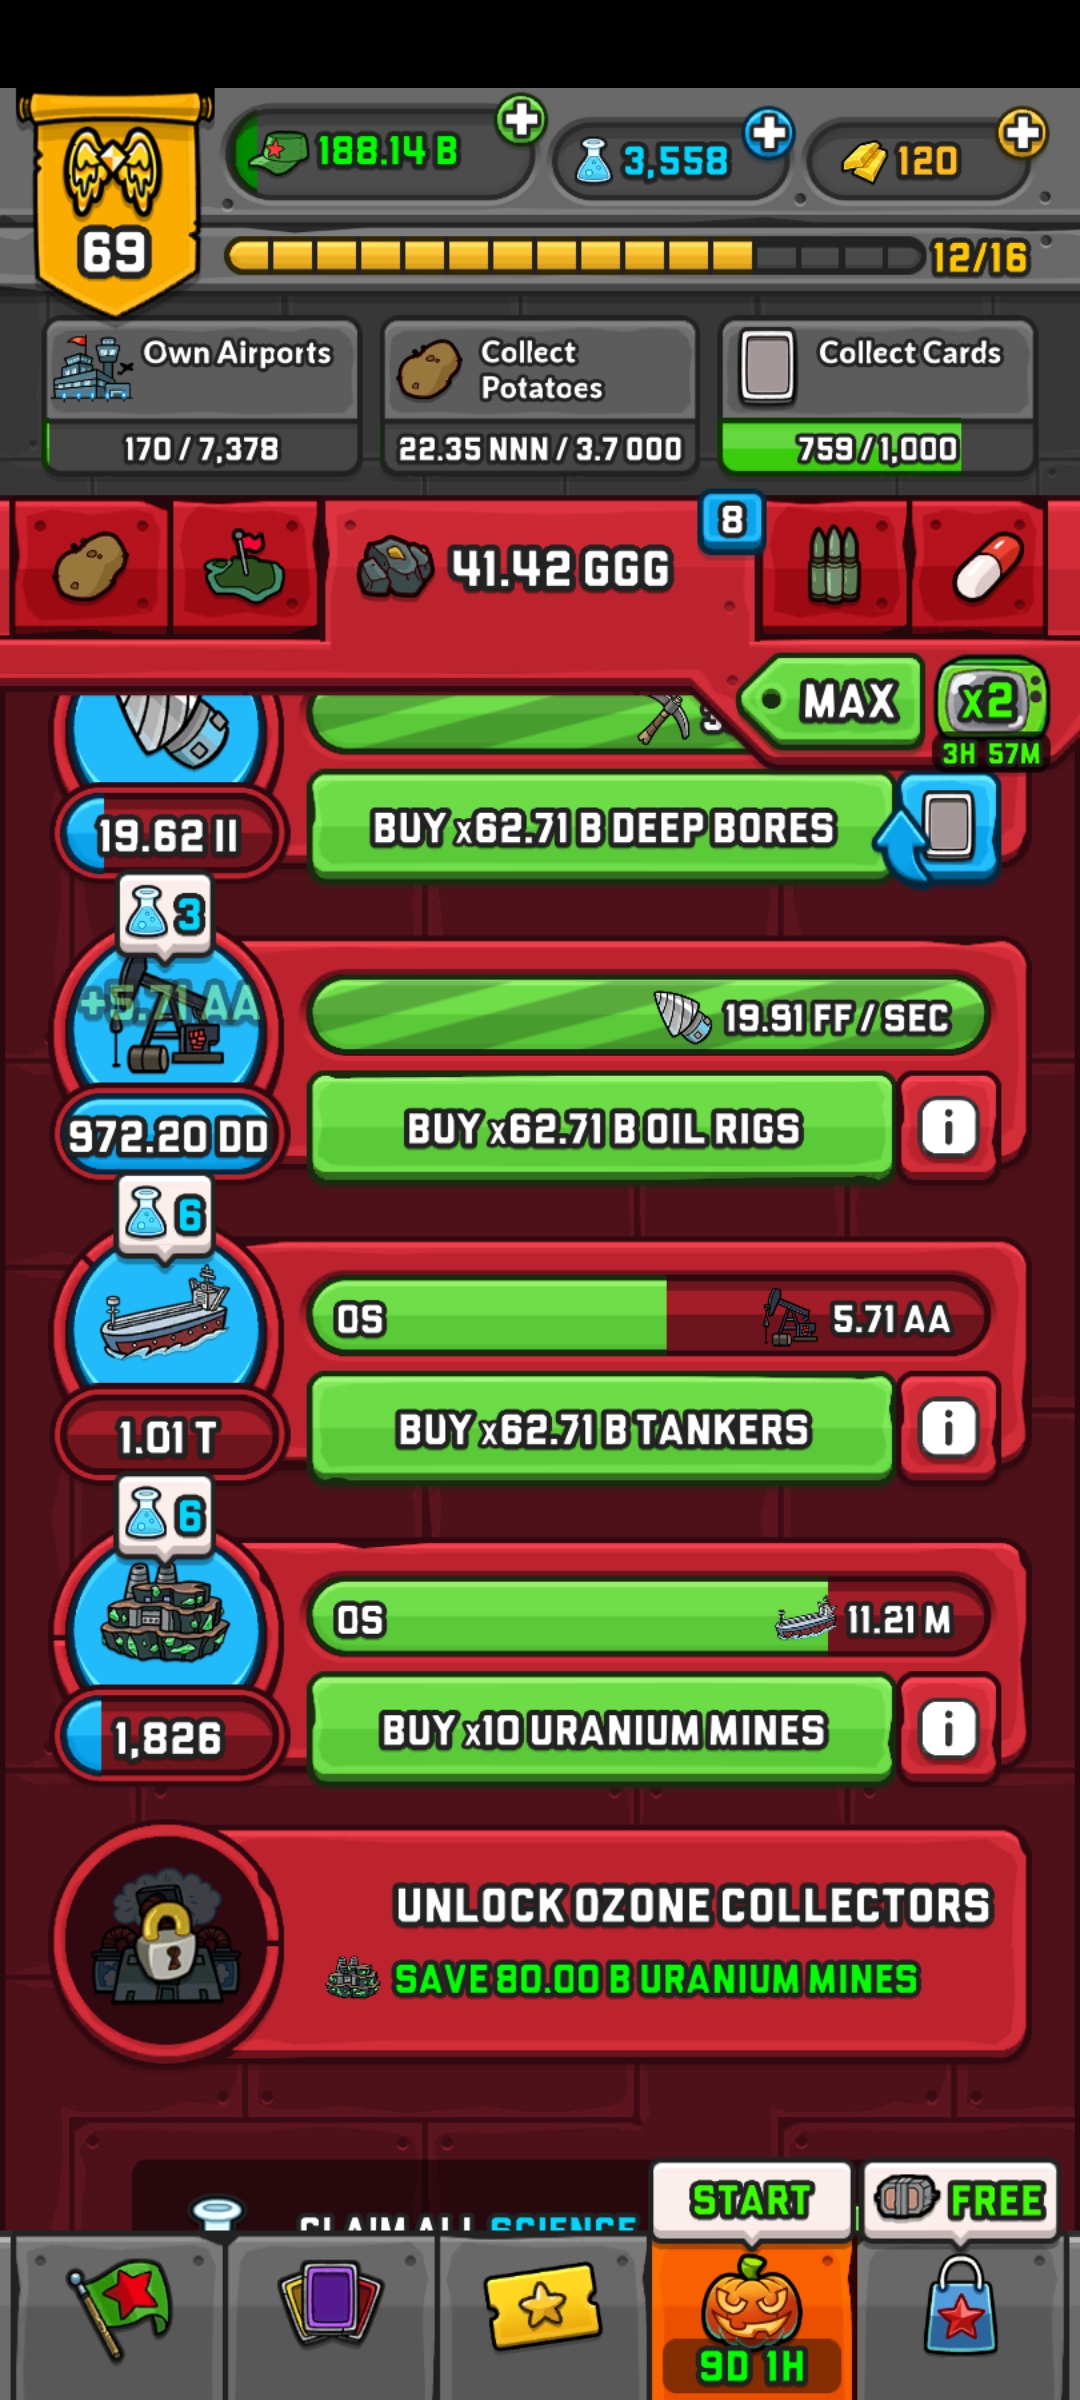 188.14 B
3,558
120
69
12/16
Own Airports
170 / 7,378
Collect
Potatoes
22.35 NNN / 3.7 OOO
Collect Cards
759 / 1,000
41.42 GGG
8
MAX
x2
3H 57M
19.62 II
BUY x62.71 B DEEP BORES
3
+5.71 AA
19.91 FF / SEC
972.20 DD
BUY x62.71 B OIL RIGS
6
0S
5.71 AA
1.01 T
BUY x62.71 B TANKERS
6
0S
11.21 M
1,826
BUY x10 URANIUM MINES
UNLOCK OZONE COLLECTORS
SAVE 80.00 B URANIUM MINES
CLAIM ALL SCIENCE
START
FREE
9D 1H